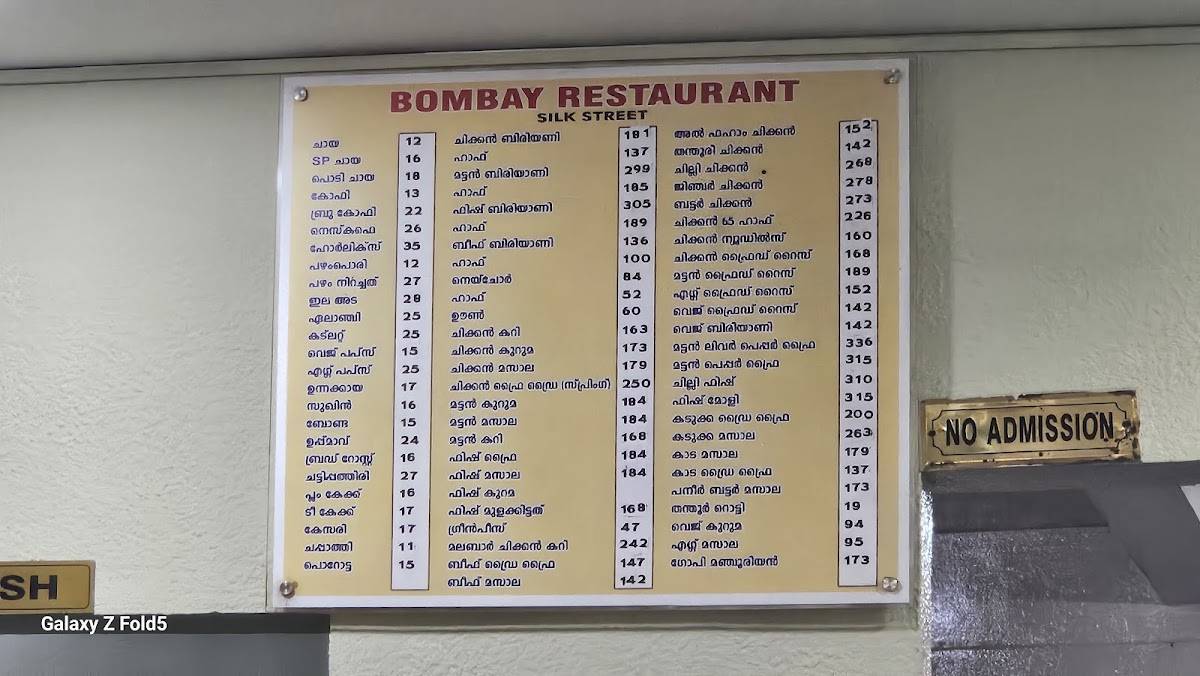 BOMBAY RESTAURANT
SILK STREET
ചായ 12
SP ചായ 16
പൊടി ചായ 18
കോഫി 13
ബ്രു കോഫി 22
നെസ്കഫെ 26
ഹോർലിക്സ് 35
പഴംപൊരി 12
പഴം നിറച്ചത് 27
ഇല അട 28
ഏലാഞ്ചി 25
കട്ലറ്റ് 25
വെജ് പപ്സ് 15
എഗ്ഗ് പപ്സ് 25
ഉന്നക്കായ 17
സുഖിൻ 16
ബോണ്ട 15
ഉപ്മാവ് 24
ബ്രഡ് റോസ്റ്റ് 16
ചട്ടിപ്പത്തിരി 27
പ്ലം കേക്ക് 16
ടീ കേക്ക് 17
കേസരി 17
ചപ്പാത്തി 11
പൊറോട്ട 15
ചിക്കൻ ബിരിയണി 181
ഹാഫ് 137
മട്ടൻ ബിരിയാണി 299
ഹാഫ് 185
ഫിഷ് ബിരിയാണി 305
ഹാഫ് 189
ബീഫ് ബിരിയാണി 136
ഹാഫ് 100
നെയ്ചോർ 84
ഹാഫ് 52
ഊൺ 60
ചിക്കൻ കറി 163
ചിക്കൻ കുറുമ 173
ചിക്കൻ മസാല 179
ചിക്കൻ ഫ്രൈ ഡ്രൈ (സ്പ്രിംഗ്) 250
മട്ടൻ കുറുമ 184
മട്ടൻ മസാല 184
മട്ടൻ കറി 168
ഫിഷ് ഫ്രൈ 184
ഫിഷ് മസാല 184
ഫിഷ് കുറമ
ഫിഷ് മുളക്കിട്ടത് 168
ഗ്രീൻപീസ് 47
മലബാർ ചിക്കൻ കറി 242
ബീഫ് ഡ്രൈ ഫ്രൈ 147
ബീഫ് മസാല 142
അൽ ഫഹാം ചിക്കൻ 152
തന്തൂരി ചിക്കൻ 142
ചില്ലി ചിക്കൻ 268
ജിഞ്ചർ ചിക്കൻ 278
ബട്ടർ ചിക്കൻ 273
ചിക്കൻ 65 ഹാഫ് 226
ചിക്കൻ ന്യൂഡിൽസ് 160
ചിക്കൻ ഫ്രൈഡ് റൈസ് 168
മട്ടൻ ഫ്രൈഡ് റൈസ് 189
എഗ്ഗ് ഫ്രൈഡ് റൈസ് 152
വെജ് ഫ്രൈഡ് റൈസ് 142
വെജ് ബിരിയാണി 142
മട്ടൻ ലിവർ പെപ്പർ ഫ്രൈ 336
മട്ടൻ പെപ്പർ ഫ്രൈ 315
ചില്ലി ഫിഷ് 310
ഫിഷ് മോളി 315
കടുക്ക ഡ്രൈ ഫ്രൈ 200
കടുക്ക മസാല 263
കാട മസാല 179
കാട ഡ്രൈ ഫ്രൈ 137
പനീർ ബട്ടർ മസാല 173
തന്തൂർ റൊട്ടി 19
വെജ് കുറുമ 94
എഗ്ഗ് മസാല 95
ഗോപി മഞ്ചൂരിയൻ 173
NO ADMISSION
SH
Galaxy Z Fold5